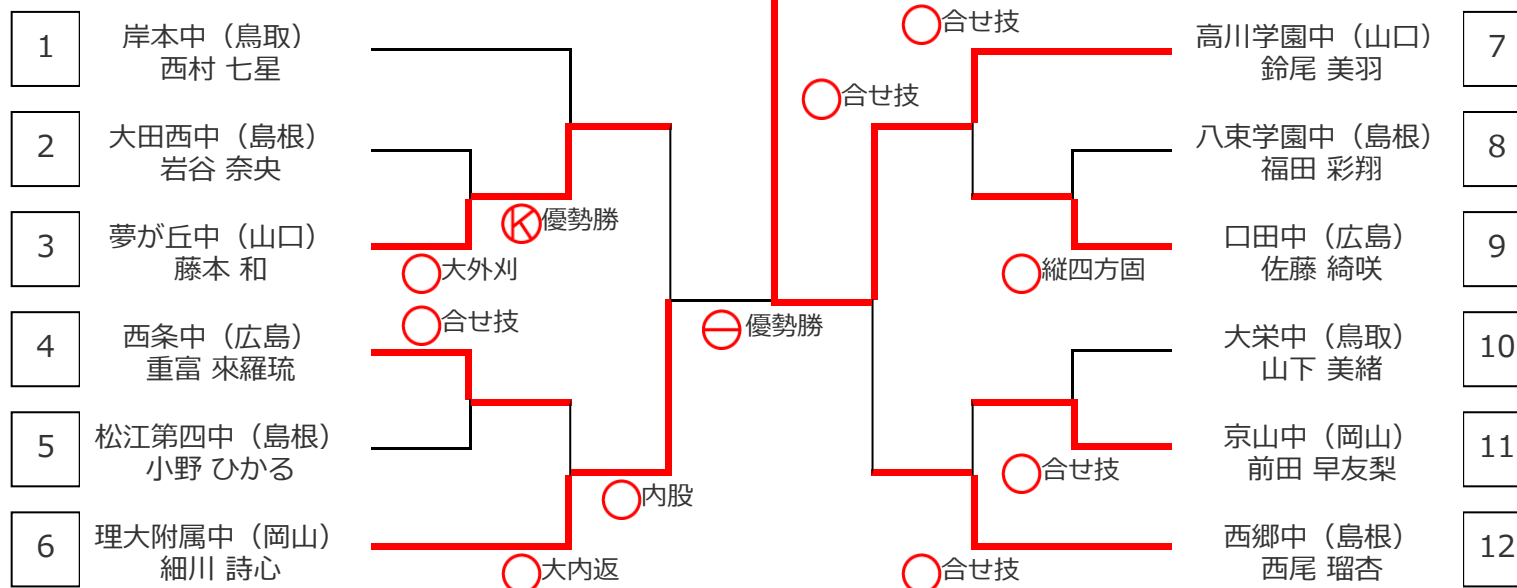 1
岸本中（鳥取）
西村 七星
2
大田西中（島根）
岩谷 奈央
3
夢が丘中（山口）
藤本 和
4
西条中（広島）
重富 來羅琉
5
松江第四中（島根）
小野 ひかる
6
理大附属中（岡山）
細川 詩心
K優勢勝
大外刈
合せ技
内股
大内返
優勢勝
合せ技
合せ技
縦四方固
合せ技
合せ技
高川学園中（山口）
鈴尾 美羽
7
八束学園中（島根）
福田 彩翔
8
口田中（広島）
佐藤 綺咲
9
大栄中（鳥取）
山下 美緒
10
京山中（岡山）
前田 早友梨
11
西郷中（島根）
西尾 瑠杏
12